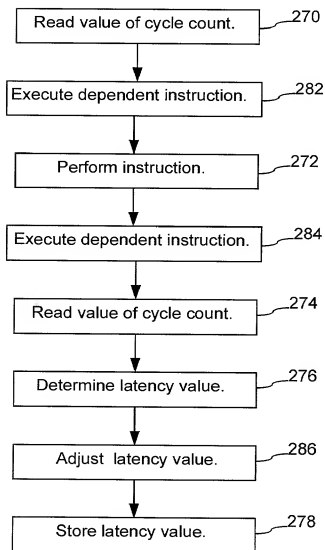 Read value of cycle count. 270
Execute dependent instruction. 282
Perform instruction. 272
Execute dependent instruction. 284
Read value of cycle count. 274
Determine latency value. 276
Adjust latency value. 286
Store latency value. 278